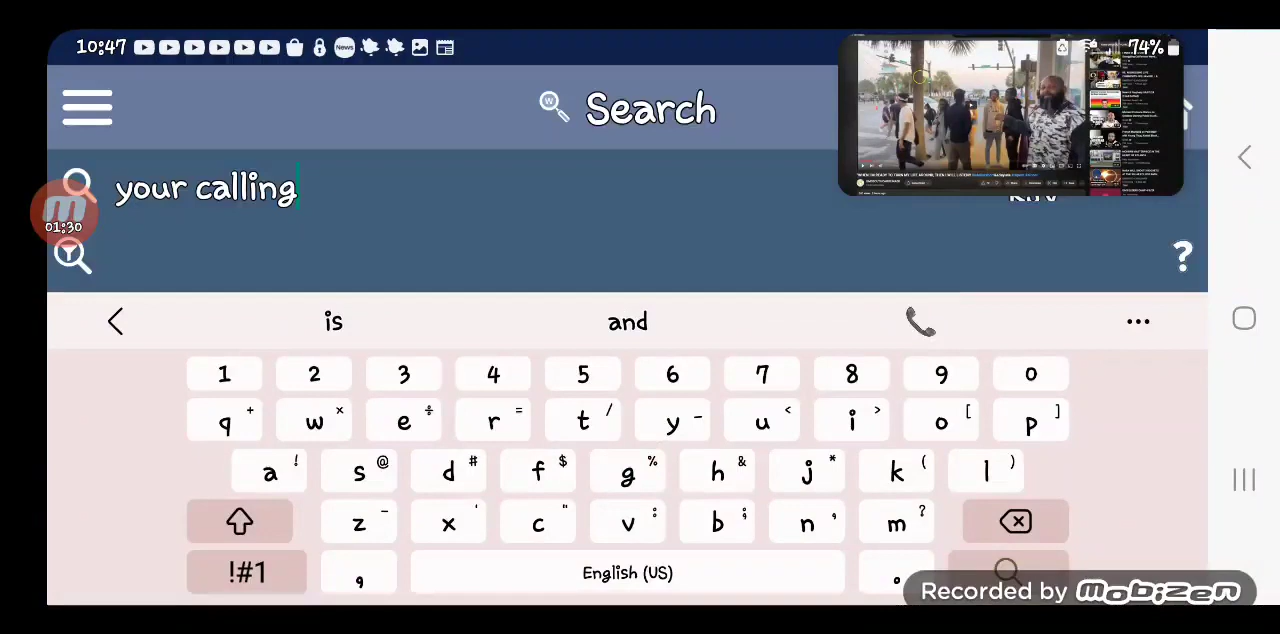 10:47
News
74%
Search
your calling
01:30
?
is
and
...
1 2 3 4 5 6 7 8 9 0
q + w × e ÷ r = t / y - u < i > o [ p ]
a ! s @ d # f $ g % h & j * k ( l )
z - x ' c " v : b ; n , m ?
!#1 , English (US) .
Recorded by mobizen